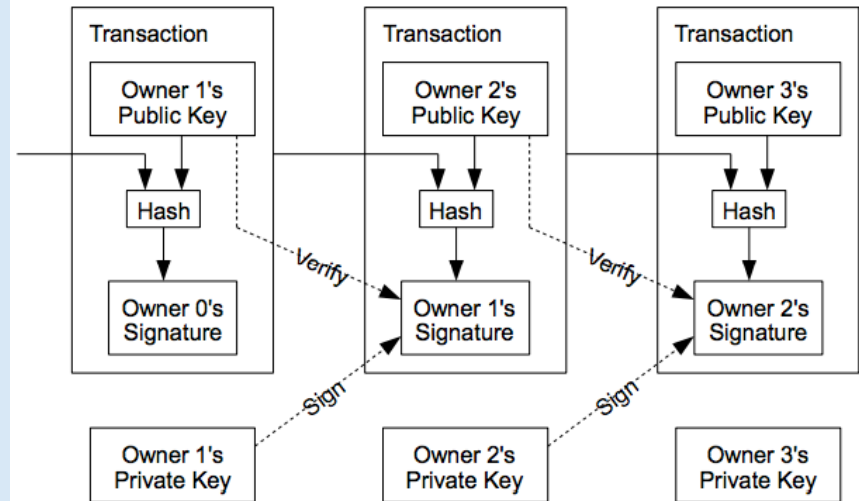 Transaction
Transaction
Transaction
Owner 1's
Public Key
Owner 2's
Public Key
Owner 3's
Public Key
Hash
Hash
Hash
Verify
Verify
Owner 0's
Signature
Owner 1's
Signature
Owner 2's
Signature
Sign
Sign
Owner 1's
Private Key
Owner 2's
Private Key
Owner 3's
Private Key